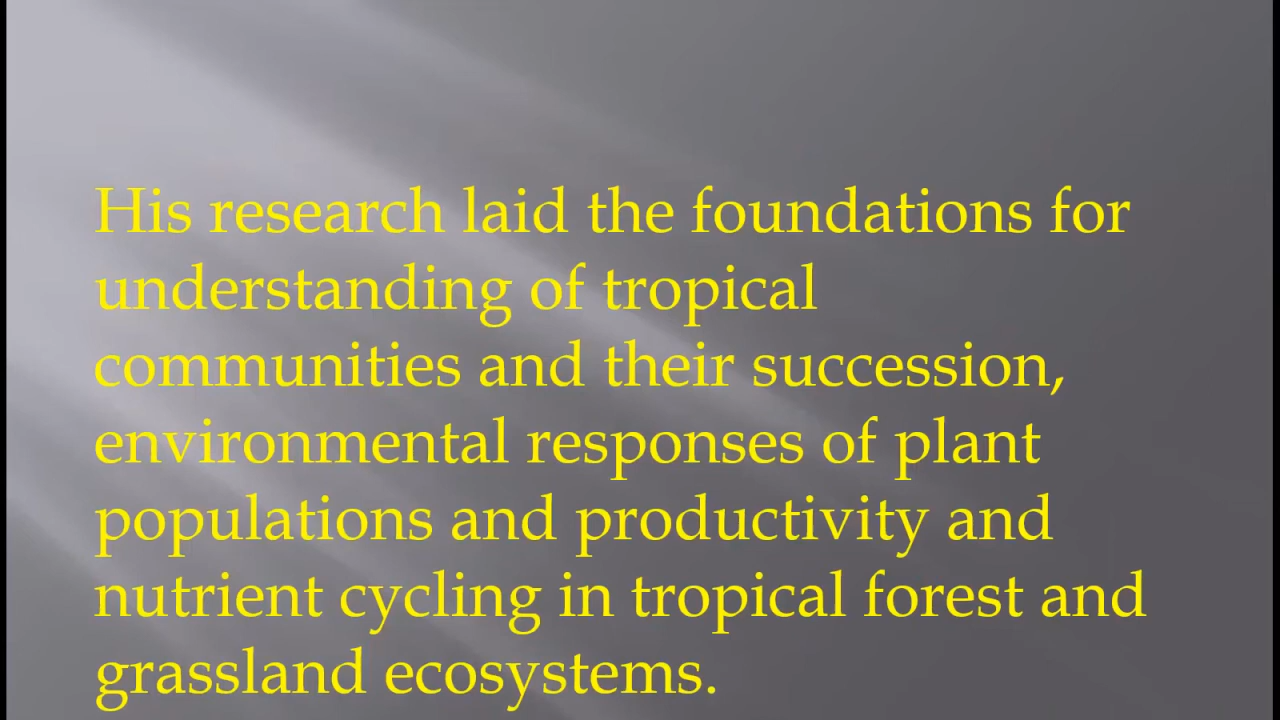 His research laid the foundations for
understanding of tropical
communities and their succession,
environmental responses of plant
populations and productivity and
nutrient cycling in tropical forest and
grassland ecosystems.